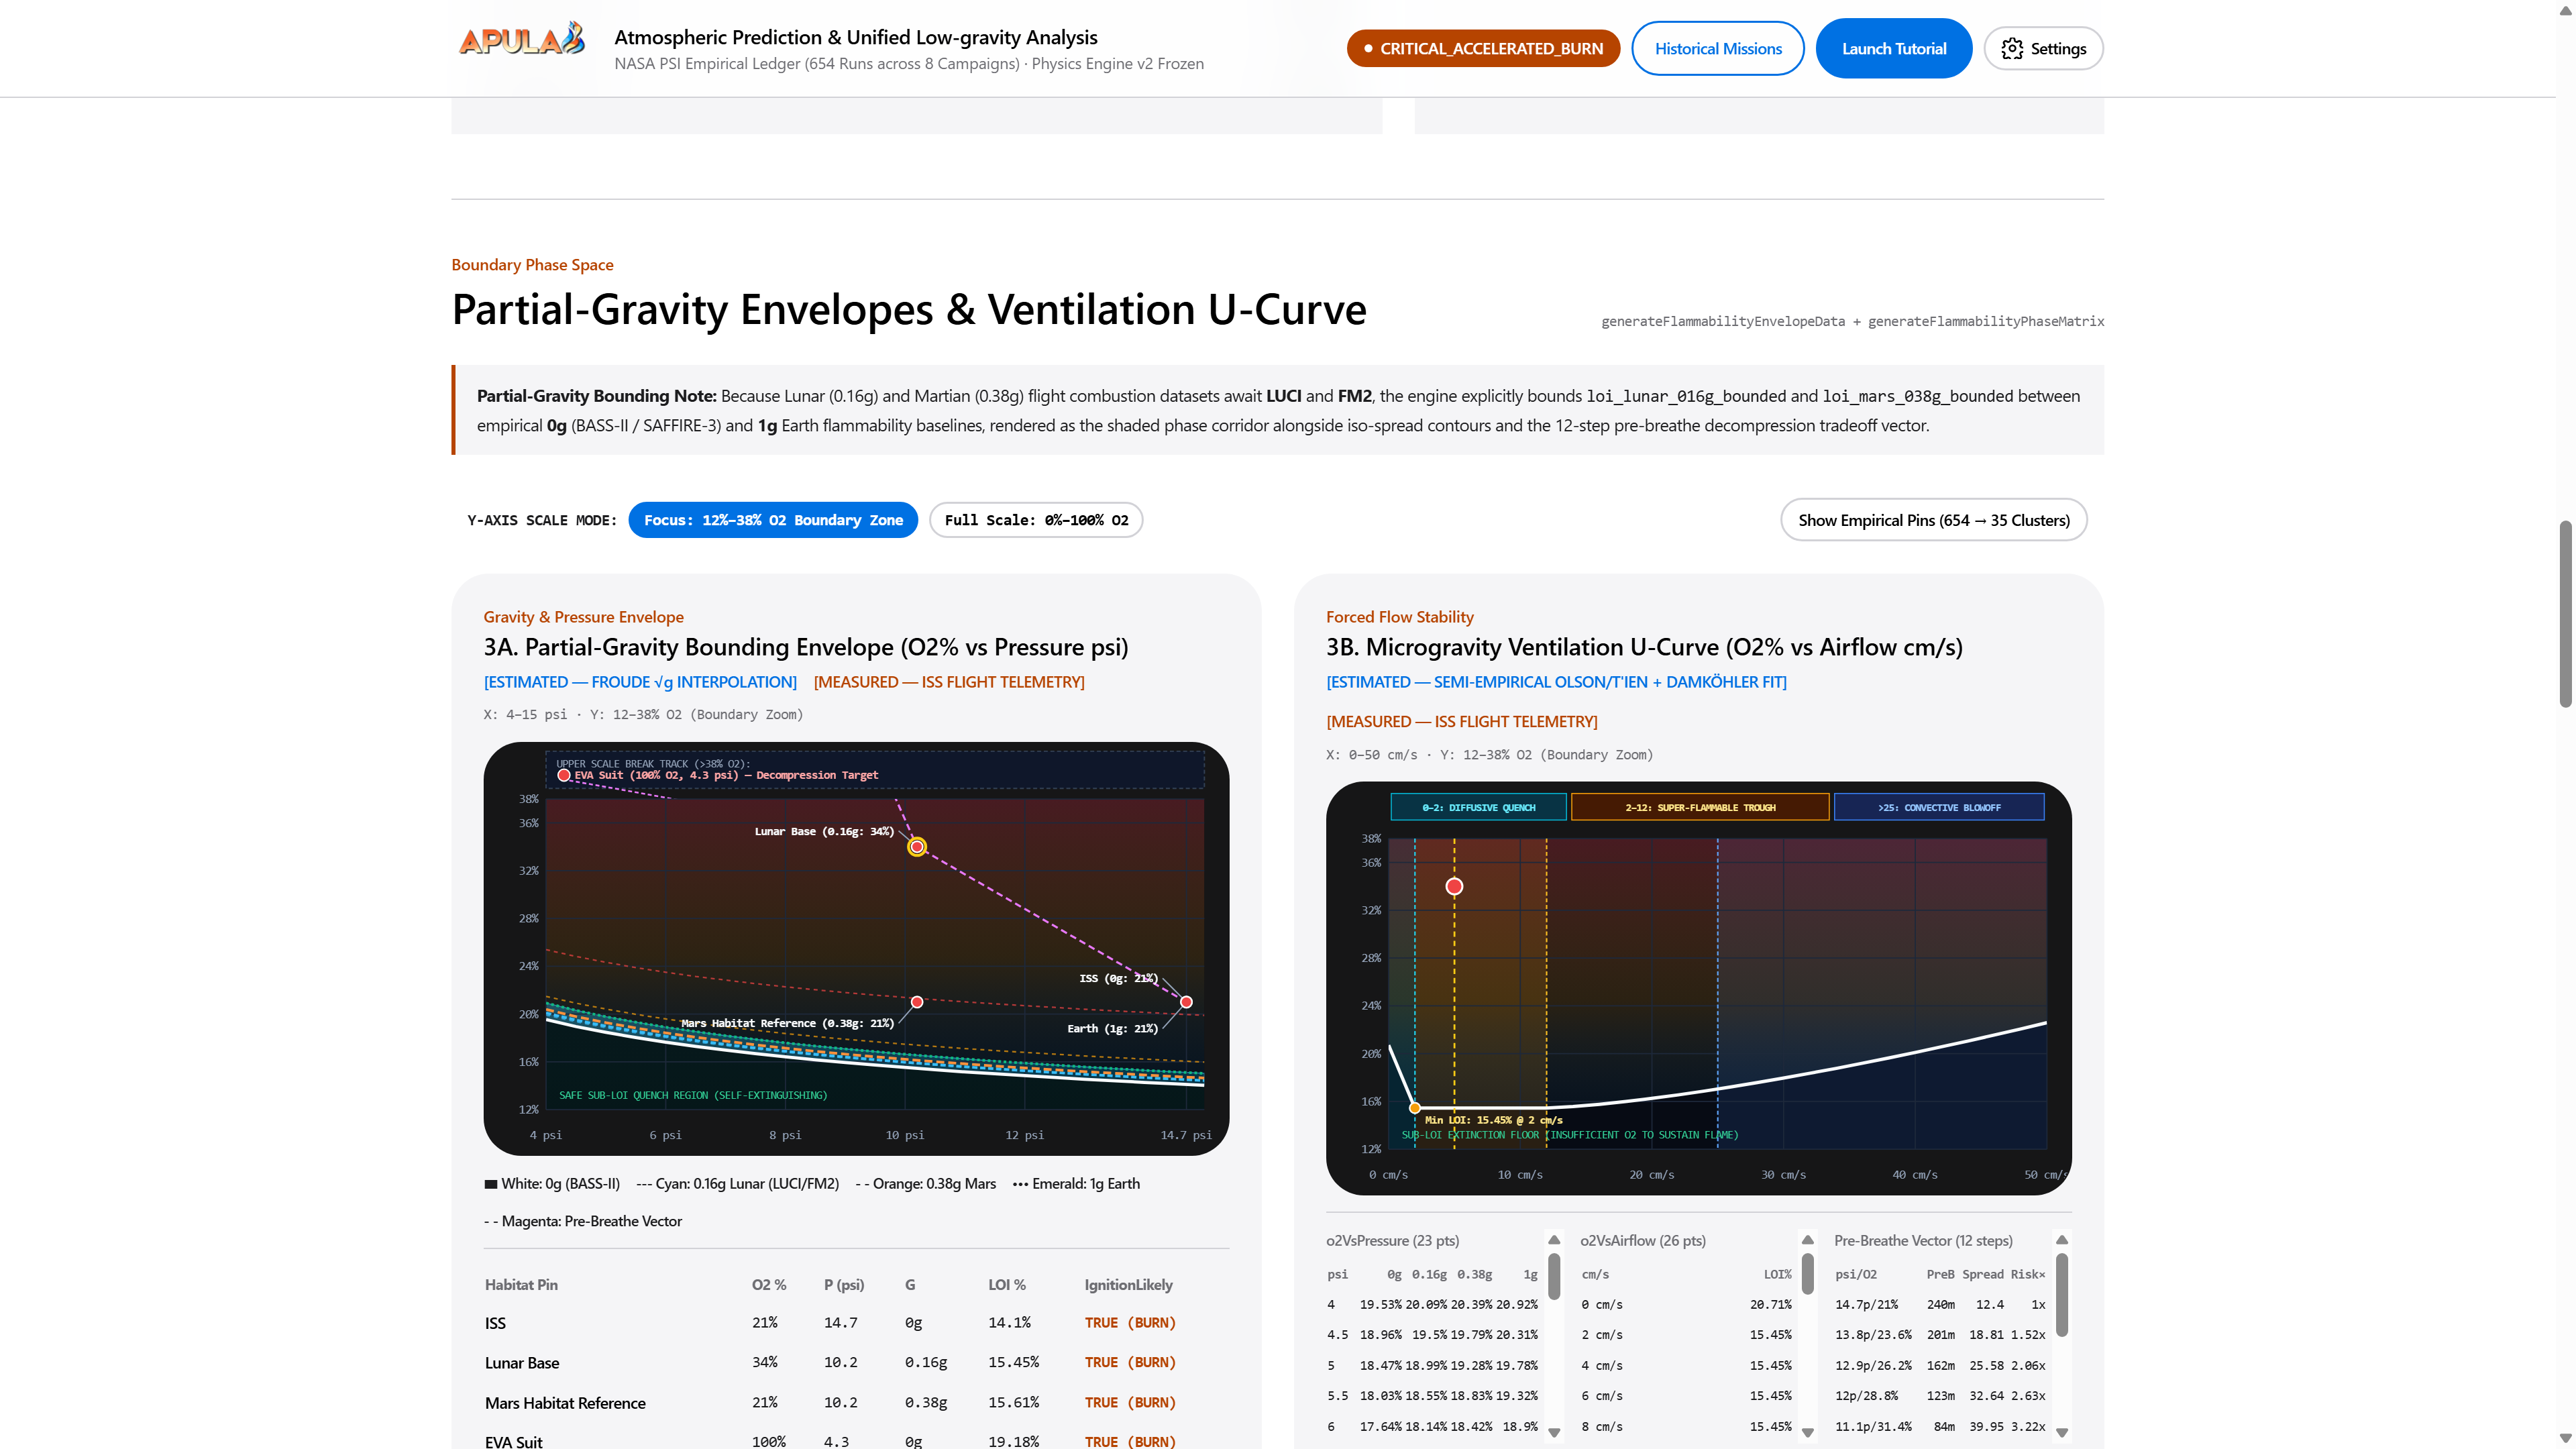 APULA
Atmospheric Prediction & Unified Low-gravity Analysis
NASA PSI Empirical Ledger (654 Runs across 8 Campaigns) · Physics Engine v2 Frozen
CRITICAL_ACCELERATED_BURN
Historical Missions
Launch Tutorial
Settings
Boundary Phase Space
Partial-Gravity Envelopes & Ventilation U-Curve
generateFlammabilityEnvelopeData + generateFlammabilityPhaseMatrix
Partial-Gravity Bounding Note: Because Lunar (0.16g) and Martian (0.38g) flight combustion datasets await LUCI and FM2, the engine explicitly bounds loi_lunar_016g_bounded and loi_mars_038g_bounded between
empirical 0g (BASS-II / SAFFIRE-3) and 1g Earth flammability baselines, rendered as the shaded phase corridor alongside iso-spread contours and the 12-step pre-breathe decompression tradeoff vector.
Y-AXIS SCALE MODE:
Focus: 12%–38% O2 Boundary Zone
Full Scale: 0%–100% O2
Show Empirical Pins (654 → 35 Clusters)
Gravity & Pressure Envelope
3A. Partial-Gravity Bounding Envelope (O2% vs Pressure psi)
[ESTIMATED — FROUDE √g INTERPOLATION] [MEASURED — ISS FLIGHT TELEMETRY]
X: 4–15 psi · Y: 12–38% O2 (Boundary Zoom)
UPPER SCALE BREAK TRACK (>38% O2):
EVA Suit (100% O2, 4.3 psi) — Decompression Target
38%
36%
32%
28%
24%
20%
16%
12%
Lunar Base (0.16g: 34%)
ISS (0g: 21%)
Mars Habitat Reference (0.38g: 21%)
Earth (1g: 21%)
SAFE SUB-LOI QUENCH REGION (SELF-EXTINGUISHING)
4 psi 6 psi 8 psi 10 psi 12 psi 14.7 psi
White: 0g (BASS-II) --- Cyan: 0.16g Lunar (LUCI/FM2) - - Orange: 0.38g Mars ••• Emerald: 1g Earth
- - Magenta: Pre-Breathe Vector
Habitat Pin O2 % P (psi) G LOI % IgnitionLikely
ISS 21% 14.7 0g 14.1% TRUE (BURN)
Lunar Base 34% 10.2 0.16g 15.45% TRUE (BURN)
Mars Habitat Reference 21% 10.2 0.38g 15.61% TRUE (BURN)
EVA Suit 100% 4.3 0g 19.18% TRUE (BURN)
Forced Flow Stability
3B. Microgravity Ventilation U-Curve (O2% vs Airflow cm/s)
[ESTIMATED — SEMI-EMPIRICAL OLSON/T'IEN + DAMKÖHLER FIT]
[MEASURED — ISS FLIGHT TELEMETRY]
X: 0–50 cm/s · Y: 12–38% O2 (Boundary Zoom)
0–2: DIFFUSIVE QUENCH
2–12: SUPER-FLAMMABLE TROUGH
>25: CONVECTIVE BLOWOFF
38%
36%
32%
28%
24%
20%
16%
12%
Min LOI: 15.45% @ 2 cm/s
SUB-LOI EXTINCTION FLOOR (INSUFFICIENT O2 TO SUSTAIN FLAME)
0 cm/s 10 cm/s 20 cm/s 30 cm/s 40 cm/s 50 cm/s
o2VsPressure (23 pts)
psi 0g 0.16g 0.38g 1g
4 19.53% 20.09% 20.39% 20.92%
4.5 18.96% 19.5% 19.79% 20.31%
5 18.47% 18.99% 19.28% 19.78%
5.5 18.03% 18.55% 18.83% 19.32%
6 17.64% 18.14% 18.42% 18.9%
o2VsAirflow (26 pts)
cm/s LOI%
0 cm/s 20.71%
2 cm/s 15.45%
4 cm/s 15.45%
6 cm/s 15.45%
8 cm/s 15.45%
Pre-Breathe Vector (12 steps)
psi/O2 PreB Spread Risk×
14.7p/21% 240m 12.4 1x
13.8p/23.6% 201m 18.81 1.52x
12.9p/26.2% 162m 25.58 2.06x
12p/28.8% 123m 32.64 2.63x
11.1p/31.4% 84m 39.95 3.22x